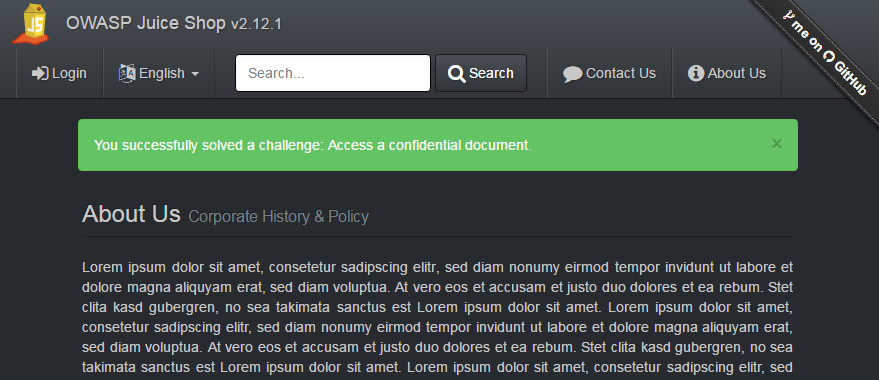 OWASP Juice Shop v2.12.1
JS
me on GitHub
Login English Search... Search Contact Us About Us
You successfully solved a challenge: Access a confidential document. ×
About Us Corporate History & Policy
Lorem ipsum dolor sit amet, consetetur sadipscing elitr, sed diam nonumy eirmod tempor invidunt ut labore et
dolore magna aliquyam erat, sed diam voluptua. At vero eos et accusam et justo duo dolores et ea rebum. Stet
clita kasd gubergren, no sea takimata sanctus est Lorem ipsum dolor sit amet. Lorem ipsum dolor sit amet,
consetetur sadipscing elitr, sed diam nonumy eirmod tempor invidunt ut labore et dolore magna aliquyam erat,
sed diam voluptua. At vero eos et accusam et justo duo dolores et ea rebum. Stet clita kasd gubergren, no sea
takimata sanctus est Lorem ipsum dolor sit amet. Lorem ipsum dolor sit amet, consetetur sadipscing elitr, sed